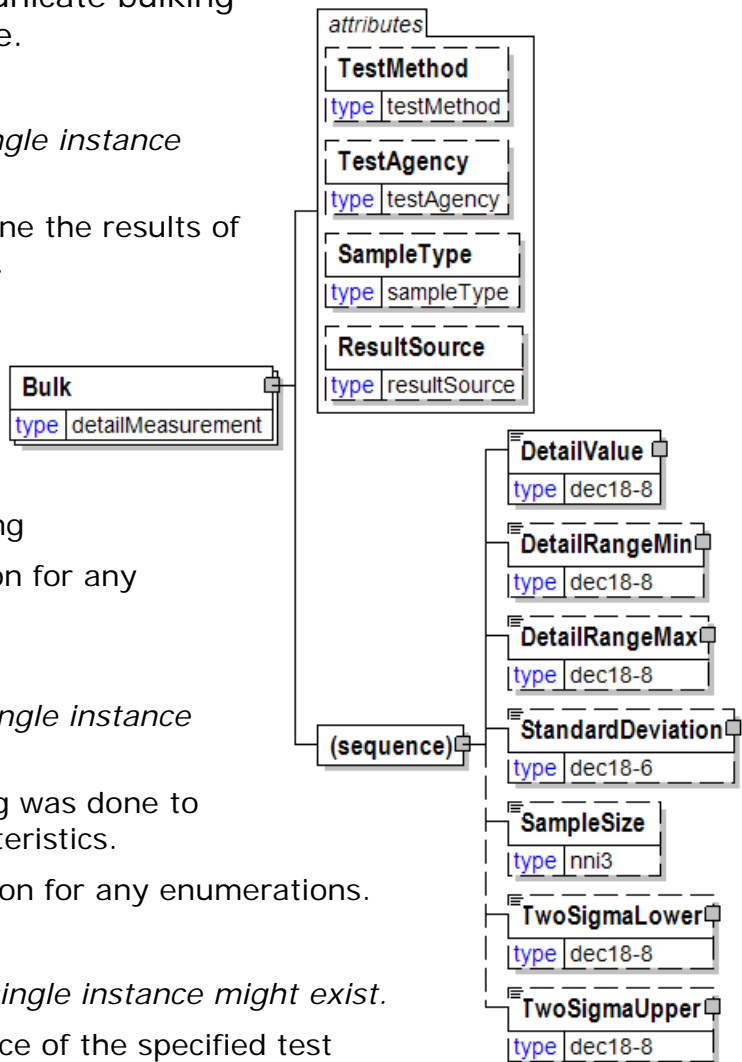 unicate bulking
e.
ngle instance
ne the results of
ng
on for any
ngle instance
g was done to
teristics.
on for any enumerations.
single instance might exist.
ce of the specified test
attributes
TestMethod
type testMethod
TestAgency
type testAgency
SampleType
type sampleType
ResultSource
type resultSource
Bulk
type detailMeasurement
(sequence)
DetailValue
type dec18-8
DetailRangeMin
type dec18-8
DetailRangeMax
type dec18-8
StandardDeviation
type dec18-6
SampleSize
type nni3
TwoSigmaLower
type dec18-8
TwoSigmaUpper
type dec18-8